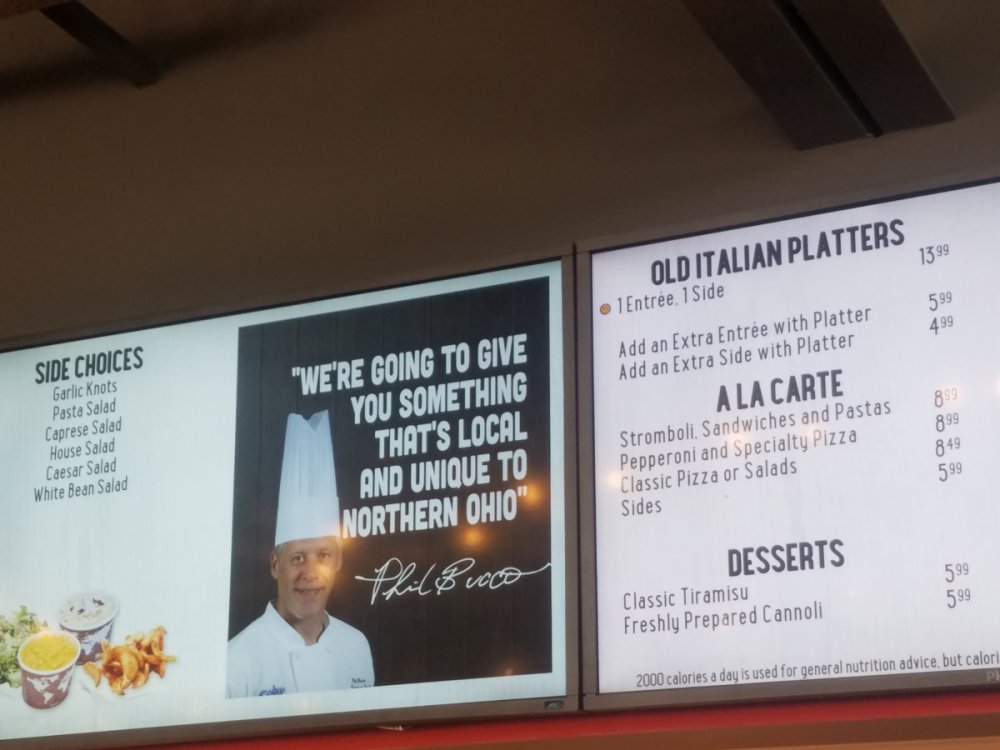 SIDE CHOICES
Garlic Knots
Pasta Salad
Caprese Salad
House Salad
Caesar Salad
White Bean Salad
"WE'RE GOING TO GIVE
YOU SOMETHING
THAT'S LOCAL
AND UNIQUE TO
NORTHERN OHIO"
Phil Bucco
OLD ITALIAN PLATTERS
1 Entrée, 1 Side 13.99
Add an Extra Entrée with Platter 5.99
Add an Extra Side with Platter 4.99
A LA CARTE
Stromboli, Sandwiches and Pastas 8.99
Pepperoni and Specialty Pizza 8.99
Classic Pizza or Salads 8.49
Sides 5.99
DESSERTS
Classic Tiramisu 5.99
Freshly Prepared Cannoli 5.99
2000 calories a day is used for general nutrition advice, but calori
PH